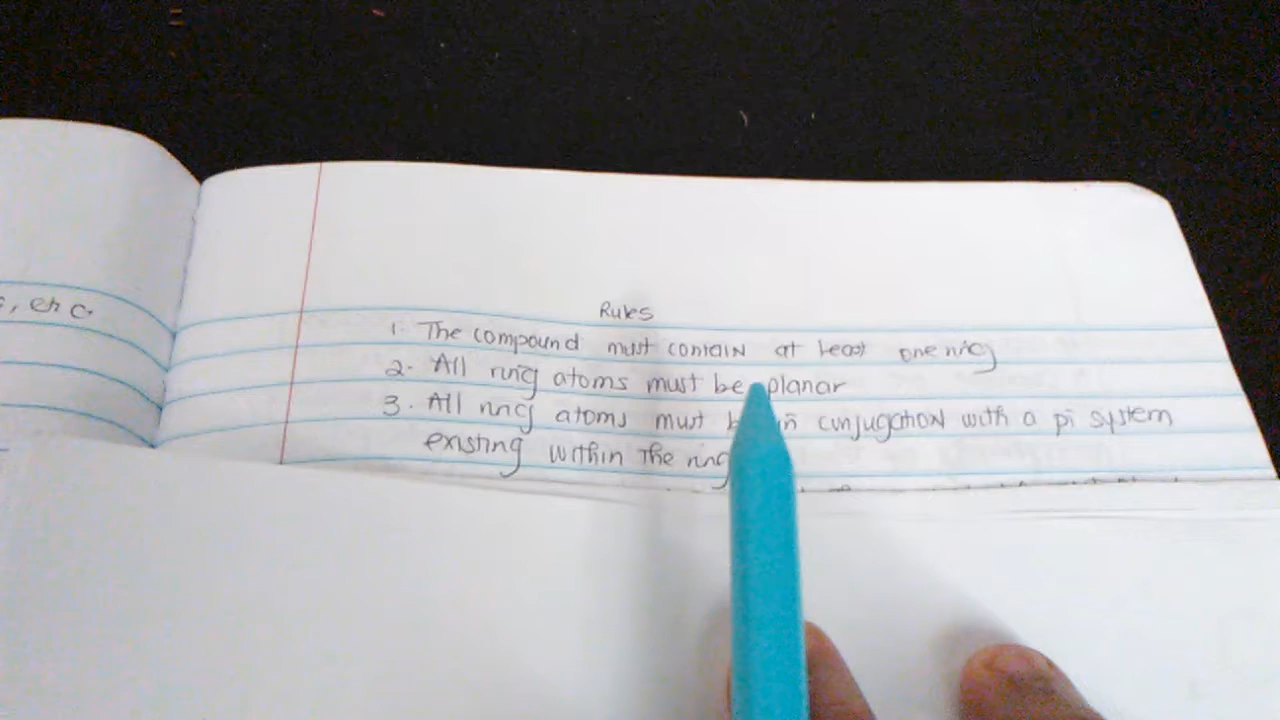 , etc.
Rules
1. The compound must contain at least one ring
2. All ring atoms must be planar
3. All ring atoms must be in conjugation with a pi system
existing within the ring